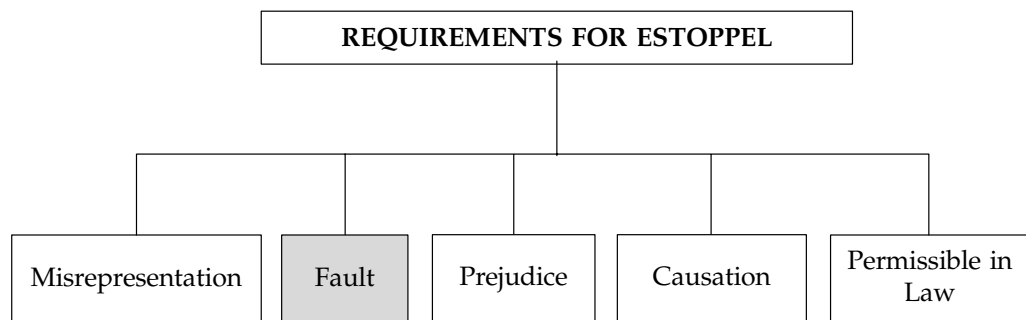 REQUIREMENTS FOR ESTOPPEL
Misrepresentation
Fault
Prejudice
Causation
Permissible in
Law